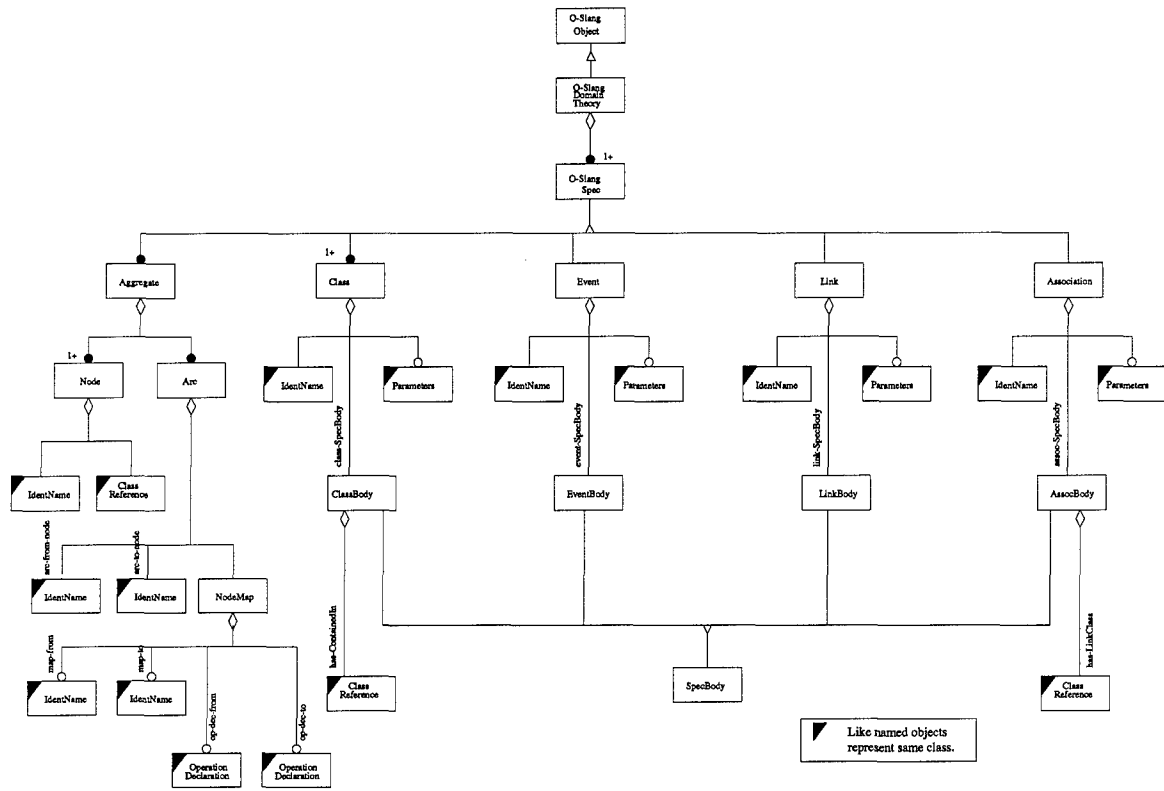 O-Slang
Object
O-Slang
Domain
Theory
1+
O-Slang
Spec
1+
Aggregate
Class
Event
Link
Association
1+
Node
Arc
IdentName
Parameters
IdentName
Parameters
IdentName
Parameters
IdentName
Parameters
class-SpecBody
event-SpecBody
link-SpecBody
assoc-SpecBody
IdentName
Class
Reference
ClassBody
EventBody
LinkBody
AssocBody
arc-from-node
arc-to-node
IdentName
IdentName
NodeMap
has-ContainedIn
has-LinkClass
map-from
map-to
IdentName
IdentName
Class
Reference
SpecBody
Class
Reference
op-dec-from
op-dec-to
Like named objects
represent same class.
Operation
Declaration
Operation
Declaration